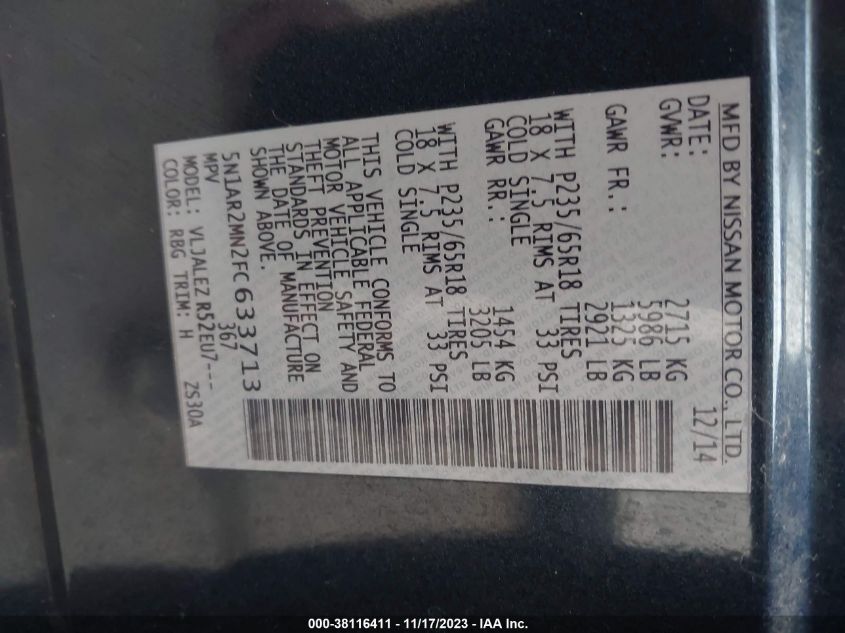 MFD BY NISSAN MOTOR CO., LTD.
DATE: 12/14
GVWR: 2715 KG
5986 LB
GAWR FR.: 1325 KG
2921 LB
WITH P235/65R18 TIRES
18 X 7.5 RIMS AT 33 PSI
COLD SINGLE
GAWR RR.: 1454 KG
3205 LB
WITH P235/65R18 TIRES
18 X 7.5 RIMS AT 33 PSI
COLD SINGLE
THIS VEHICLE CONFORMS TO
ALL APPLICABLE FEDERAL
MOTOR VEHICLE SAFETY AND
THEFT PREVENTION
STANDARDS IN EFFECT ON
THE DATE OF MANUFACTURE
SHOWN ABOVE.
5N1AR2MN2FC633713
MPV 367
MODEL: VLJALEZ R52EU7---
COLOR: RBG TRIM: H 2S30A
000-38116411 - 11/17/2023 - IAA Inc.